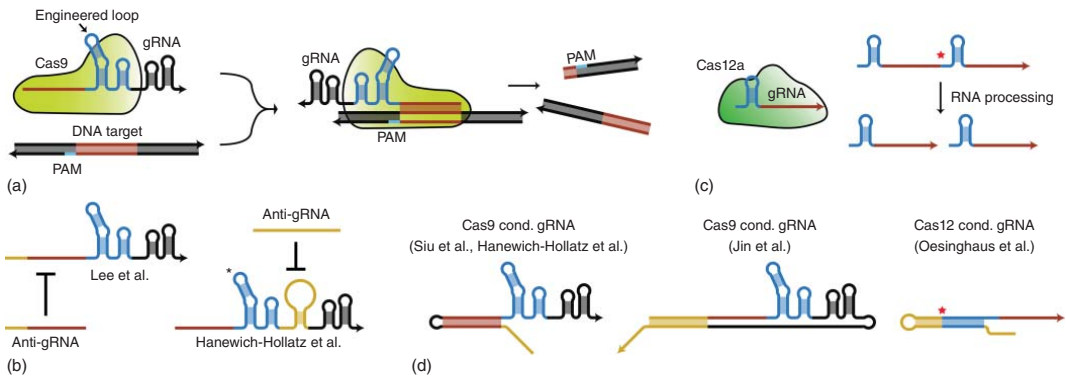 Engineered loop
gRNA
Cas9
DNA target
PAM
(a)
gRNA
PAM
PAM
Cas12a
gRNA
RNA processing
(c)
Lee et al.
Anti-gRNA
(b)
Anti-gRNA
*
Hanewich-Hollatz et al.
Cas9 cond. gRNA
(Siu et al., Hanewich-Hollatz et al.)
(d)
Cas9 cond. gRNA
(Jin et al.)
Cas12 cond. gRNA
(Oesinghaus et al.)